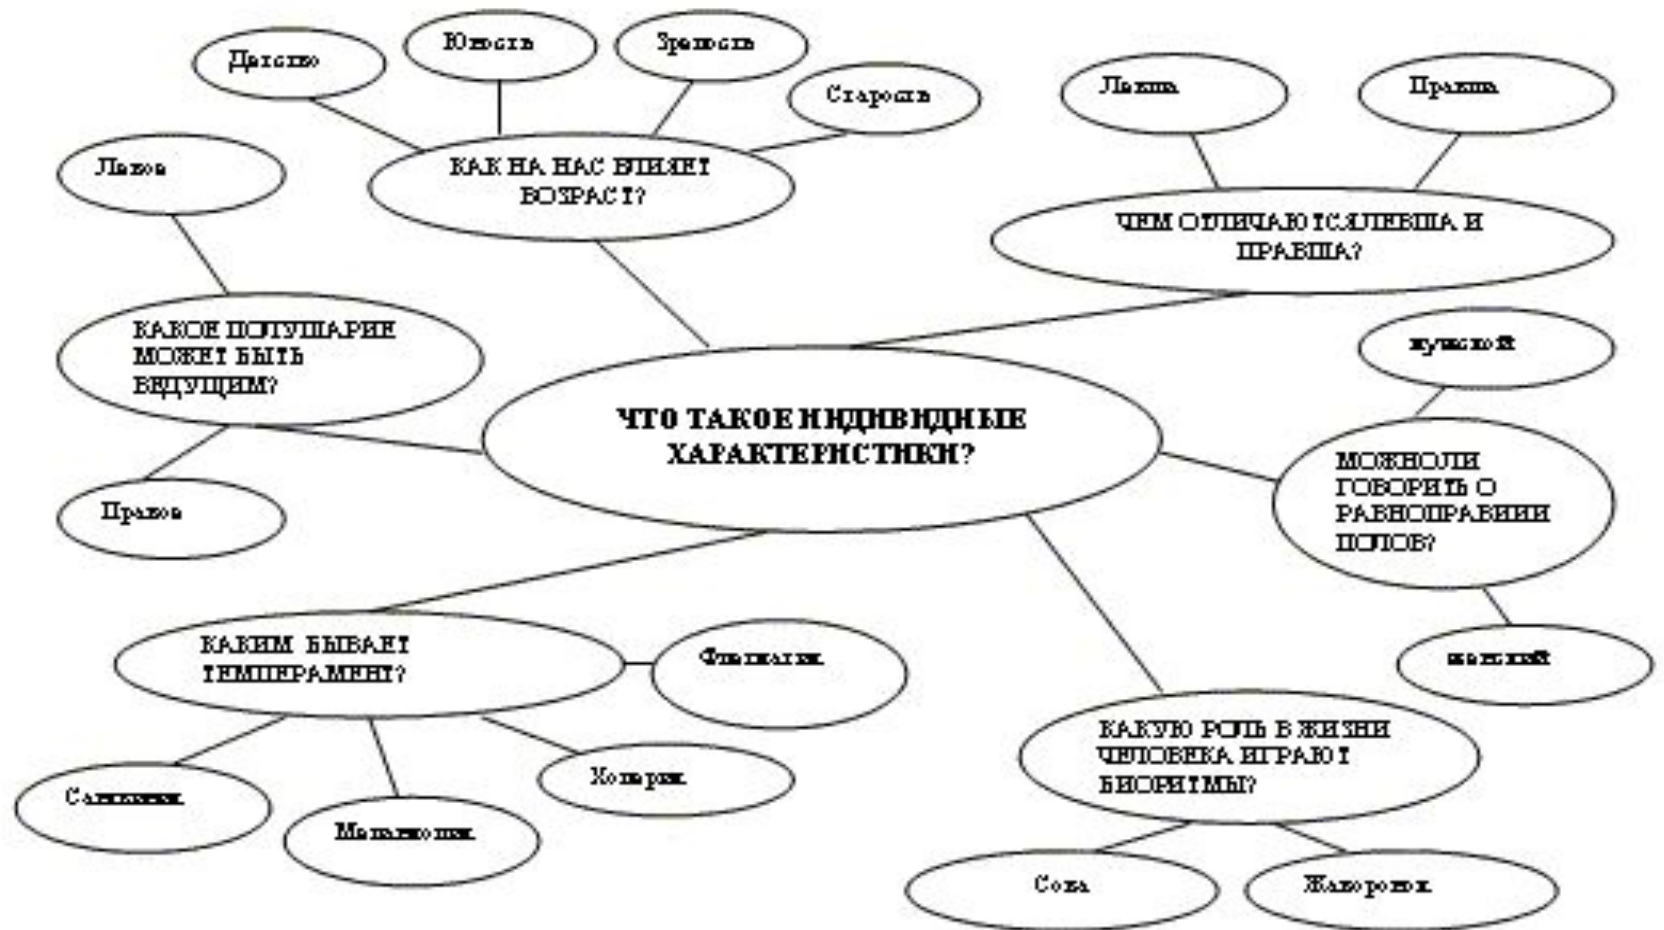 Детство
Юность
Зрелость
Старость
Левша
Правша
КАК НА НАС ВЛИЯЕТ
ВОЗРАСТ?
Левое
ЧЕМ ОТЛИЧАЮТСЯЛЕВША И
ПРАВША?
КАКОЕ ПОЛУШАРИЕ
МОЖЕТ БЫТЬ
ВЕДУЩИМ?
мужской
ЧТО ТАКОЕ ИНДИВИДНЫЕ
ХАРАКТЕРИСТИКИ?
МОЖНОЛИ
ГОВОРИТЬ О
РАВНОПРАВИИИ
ПОЛОВ?
Правое
КАКИМ БЫВАЕТ
ТЕМПЕРАМЕНТ?
Флегматик
женский
Сангвиник
Меланхолик
Холерик
КАКУЮ РОЛЬ В ЖИЗНИ
ЧЕЛОВЕКА ИГРАЮТ
БИОРИТМЫ?
Сова
Жаворонок